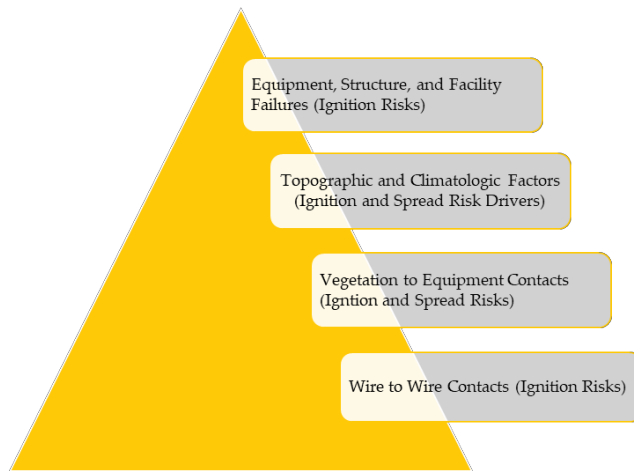 Equipment, Structure, and Facility
Failures (Ignition Risks)
Topographic and Climatologic Factors
(Ignition and Spread Risk Drivers)
Vegetation to Equipment Contacts
(Igntion and Spread Risks)
Wire to Wire Contacts (Ignition Risks)